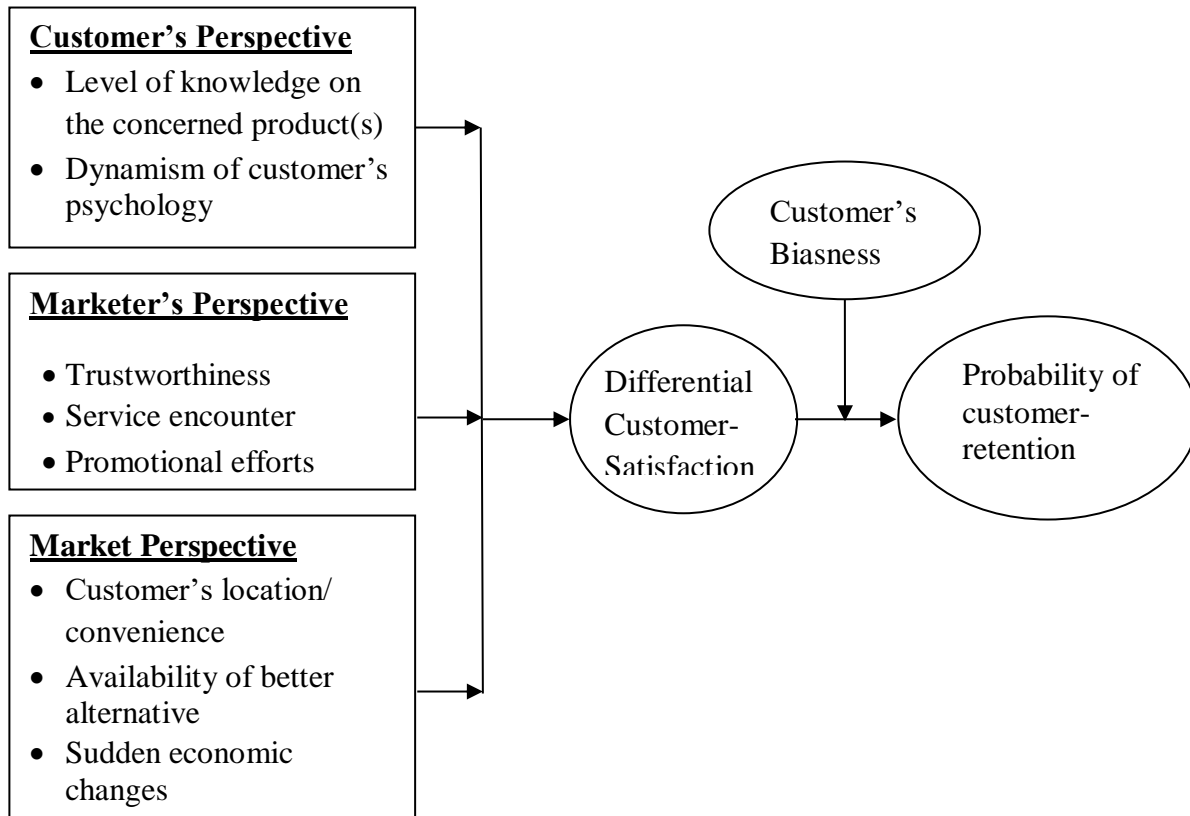 Customer’s Perspective
• Level of knowledge on
the concerned product(s)
• Dynamism of customer’s
psychology
Marketer’s Perspective
• Trustworthiness
• Service encounter
• Promotional efforts
Market Perspective
• Customer’s location/
convenience
• Availability of better
alternative
• Sudden economic
changes
Differential
Customer-
Satisfaction
Customer’s
Biasness
Probability of
customer-
retention